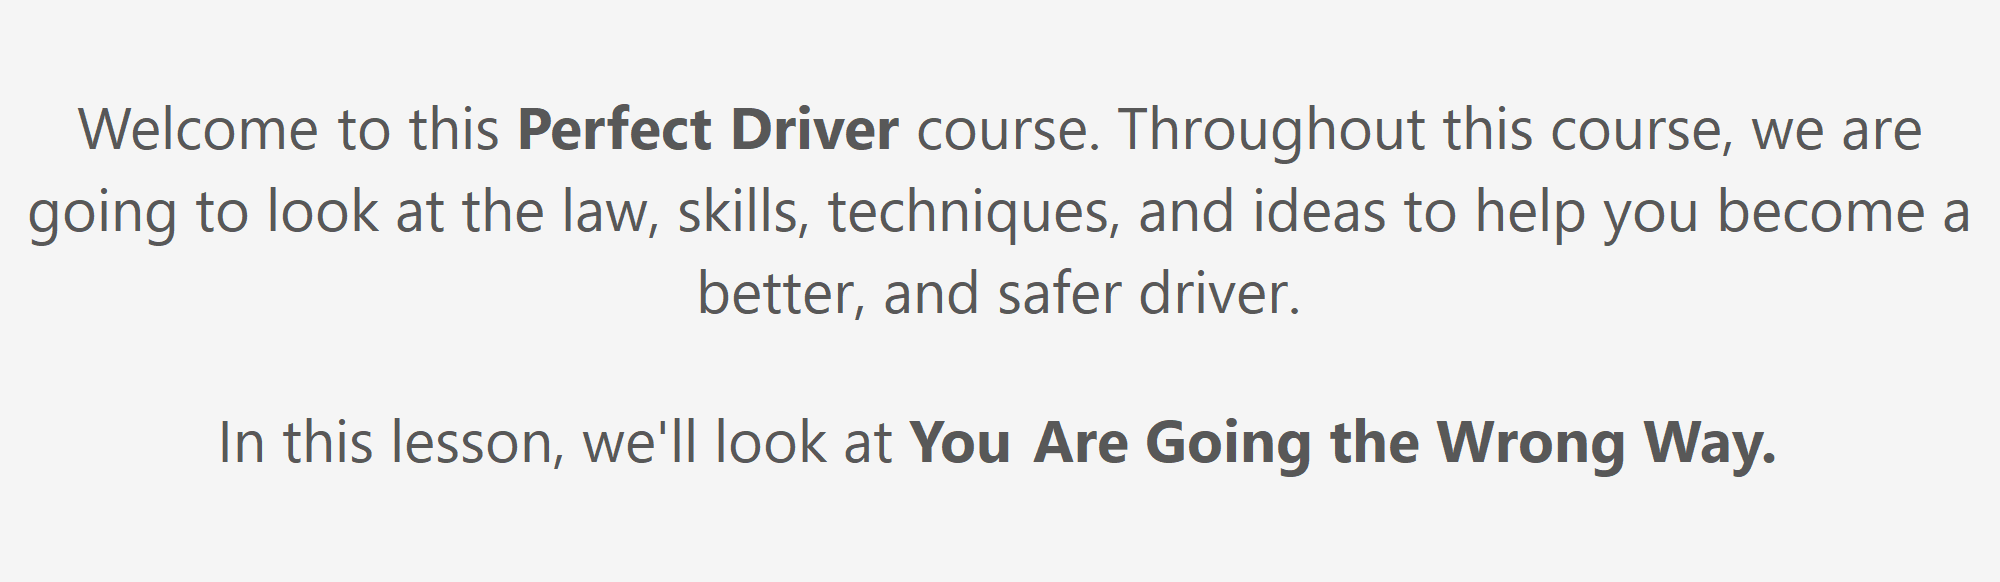 Welcome to this Perfect Driver course. Throughout this course, we are
going to look at the law, skills, techniques, and ideas to help you become a
better, and safer driver.
In this lesson, we'll look at You Are Going the Wrong Way.